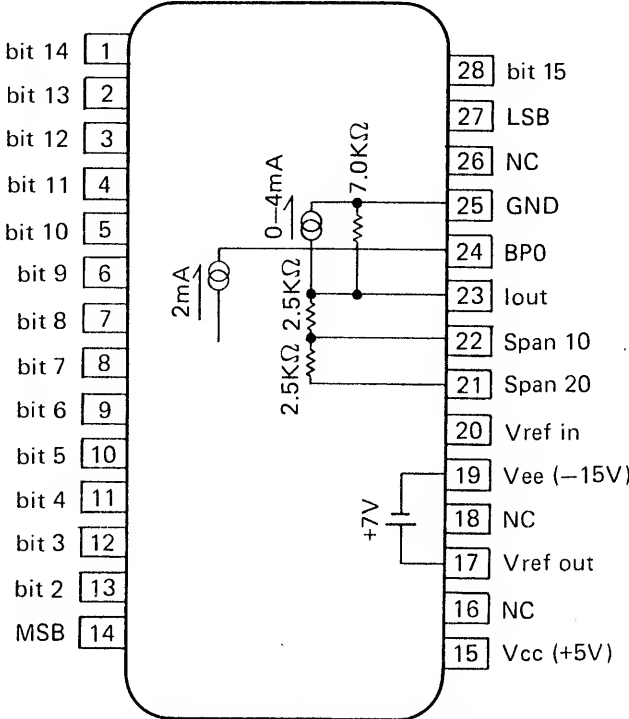 bit 14 1
bit 13 2
bit 12 3
bit 11 4
bit 10 5
bit 9 6
bit 8 7
bit 7 8
bit 6 9
bit 5 10
bit 4 11
bit 3 12
bit 2 13
MSB 14
28 bit 15
27 LSB
26 NC
25 GND
24 BP0
23 Iout
22 Span 10
21 Span 20
20 Vref in
19 Vee (−15V)
18 NC
17 Vref out
16 NC
15 Vcc (+5V)
2mA
0−4mA
7.0KΩ
2.5KΩ
2.5KΩ
+7V